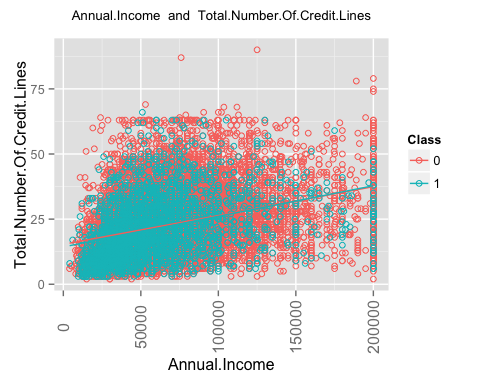 Annual.Income and Total.Number.Of.Credit.Lines
Total.Number.Of.Credit.Lines
75
50
25
0
0
50000
100000
150000
200000
Annual.Income
Class
0
1